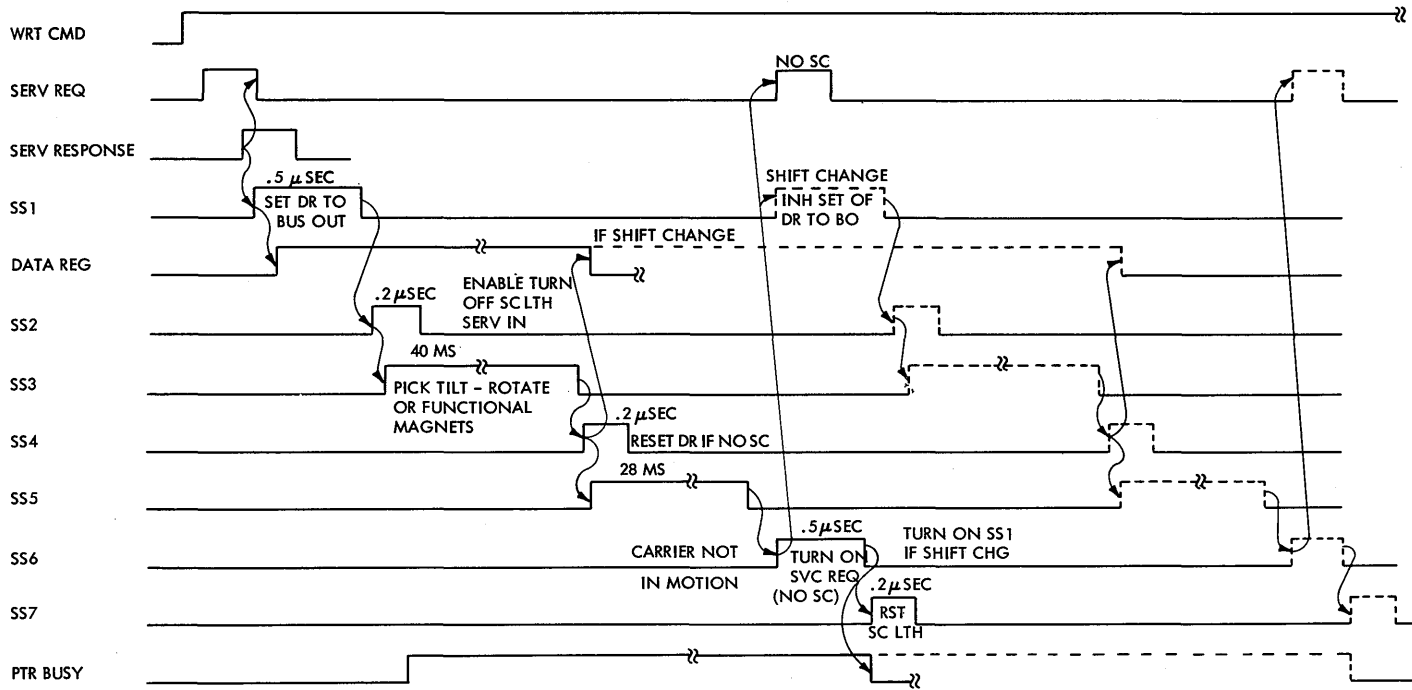 WRT CMD
NO SC
SERV REQ
SERV RESPONSE
SHIFT CHANGE
.5 μSEC
SS1
SET DR TO
BUS OUT
INH SET OF
DR TO BO
IF SHIFT CHANGE
DATA REG
ENABLE TURN
OFF SC LTH
SERV IN
.2 μSEC
SS2
40 MS
SS3
PICK TILT – ROTATE
OR FUNCTIONAL
MAGNETS
.2 μSEC
SS4
RESET DR IF NO SC
28 MS
SS5
.5 μSEC
TURN ON SS1
IF SHIFT CHG
SS6
CARRIER NOT
IN MOTION
TURN ON
SVC REQ
(NO SC)
.2 μSEC
SS7
RST
SC LTH
PTR BUSY